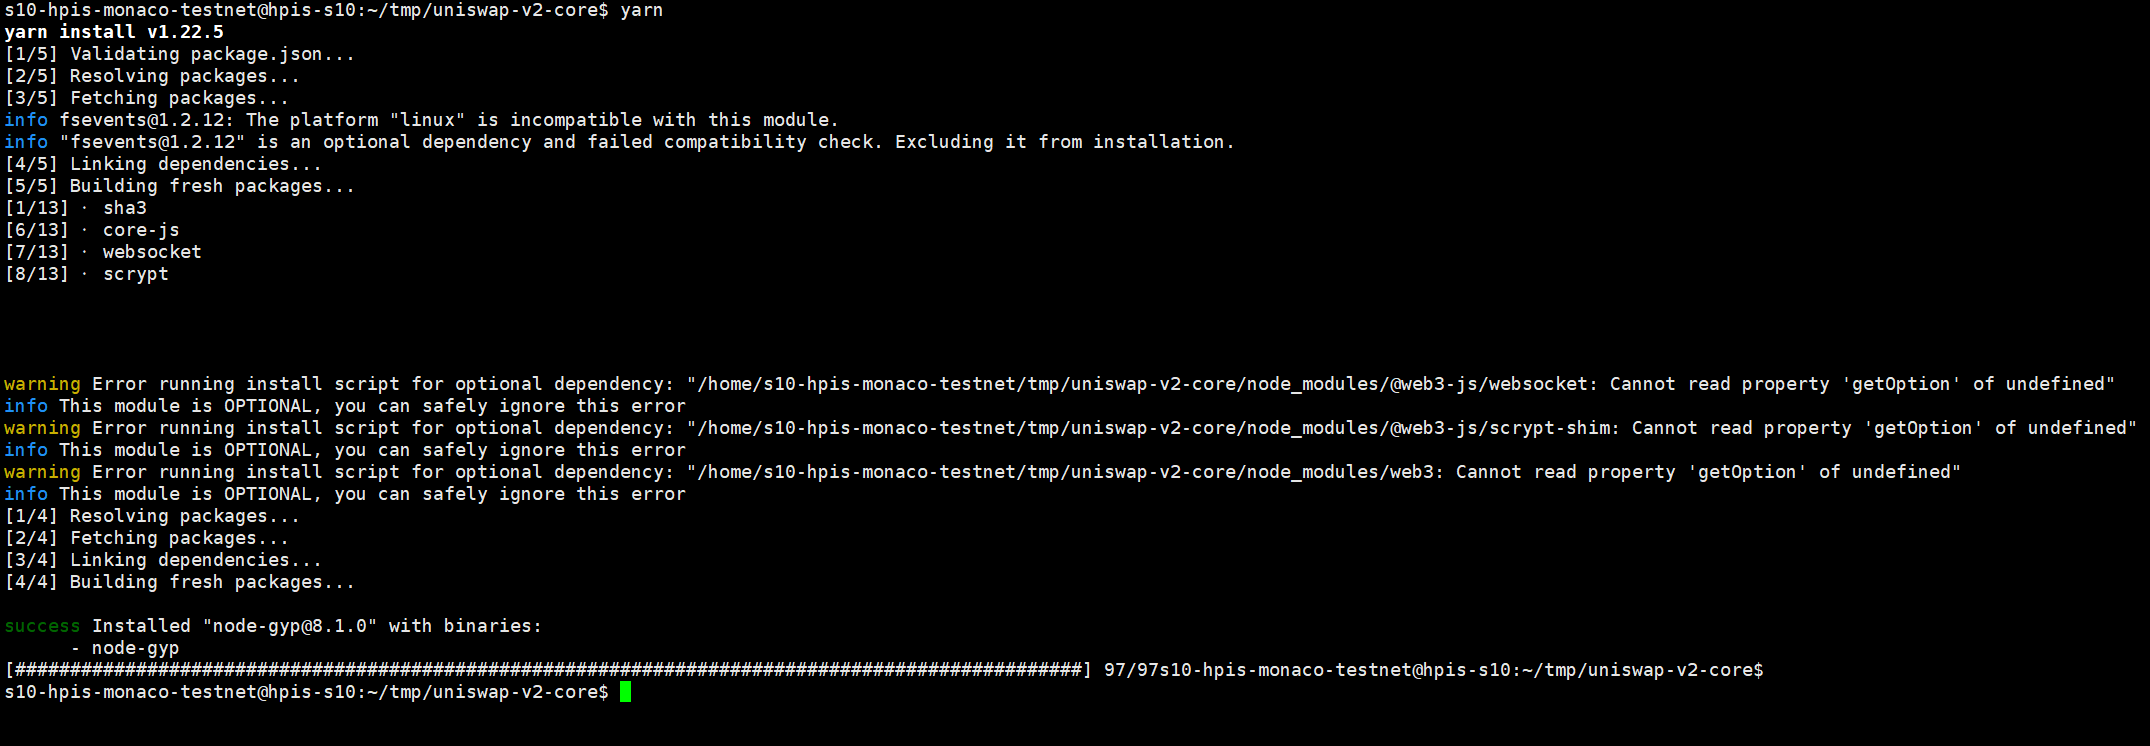 s10-hpis-monaco-testnet@hpis-s10:~/tmp/uniswap-v2-core$ yarn
yarn install v1.22.5
[1/5] Validating package.json...
[2/5] Resolving packages...
[3/5] Fetching packages...
info fsevents@1.2.12: The platform "linux" is incompatible with this module.
info "fsevents@1.2.12" is an optional dependency and failed compatibility check. Excluding it from installation.
[4/5] Linking dependencies...
[5/5] Building fresh packages...
[1/13] · sha3
[6/13] · core-js
[7/13] · websocket
[8/13] · scrypt
warning Error running install script for optional dependency: "/home/s10-hpis-monaco-testnet/tmp/uniswap-v2-core/node_modules/@web3-js/websocket: Cannot read property 'getOption' of undefined"
info This module is OPTIONAL, you can safely ignore this error
warning Error running install script for optional dependency: "/home/s10-hpis-monaco-testnet/tmp/uniswap-v2-core/node_modules/@web3-js/scrypt-shim: Cannot read property 'getOption' of undefined"
info This module is OPTIONAL, you can safely ignore this error
warning Error running install script for optional dependency: "/home/s10-hpis-monaco-testnet/tmp/uniswap-v2-core/node_modules/web3: Cannot read property 'getOption' of undefined"
info This module is OPTIONAL, you can safely ignore this error
[1/4] Resolving packages...
[2/4] Fetching packages...
[3/4] Linking dependencies...
[4/4] Building fresh packages...
success Installed "node-gyp@8.1.0" with binaries:
- node-gyp
[#################################################################################################] 97/97s10-hpis-monaco-testnet@hpis-s10:~/tmp/uniswap-v2-core$
s10-hpis-monaco-testnet@hpis-s10:~/tmp/uniswap-v2-core$